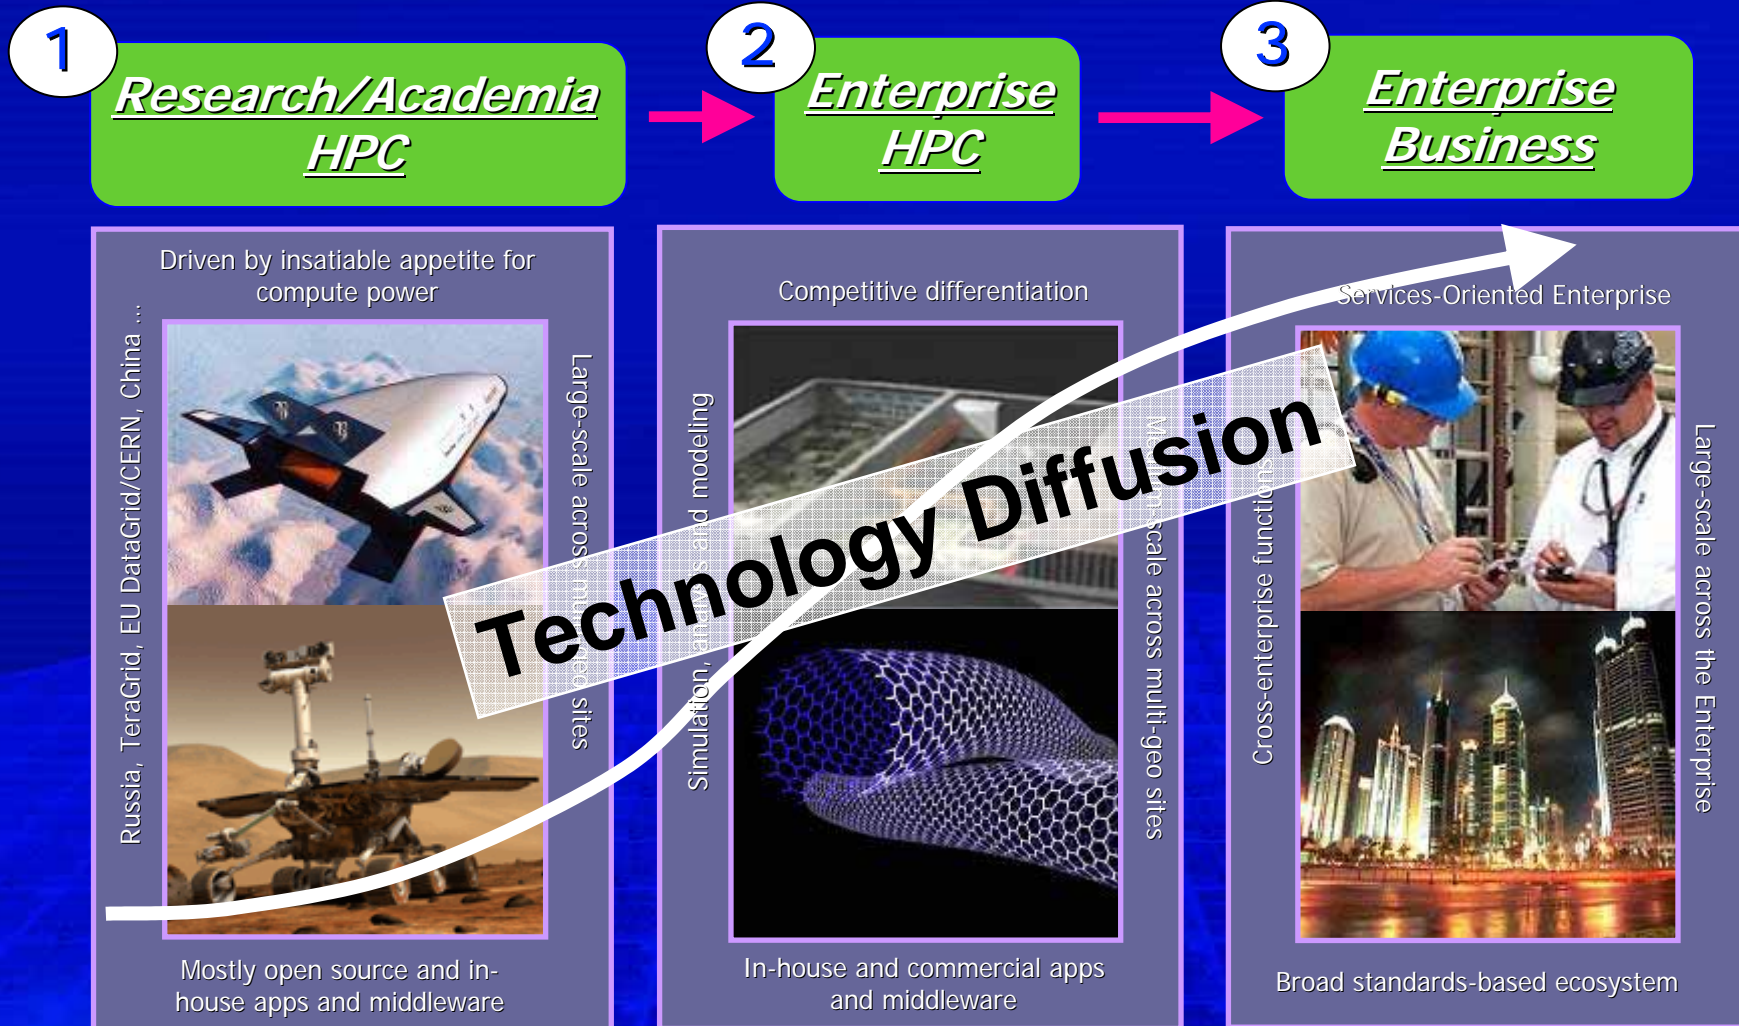 1
Research/Academia
HPC
2
Enterprise
HPC
3
Enterprise
Business
Driven by insatiable appetite for
compute power
Russia, TeraGrid, EU DataGrid/CERN, China ...
Large-scale across sites
Mostly open source and in-
house apps and middleware
Competitive differentiation
Simulation, and modeling
scale across multi-geo sites
In-house and commercial apps
and middleware
Services-Oriented Enterprise
Cross-enterprise functions
Large-scale across the Enterprise
Broad standards-based ecosystem
Technology Diffusion